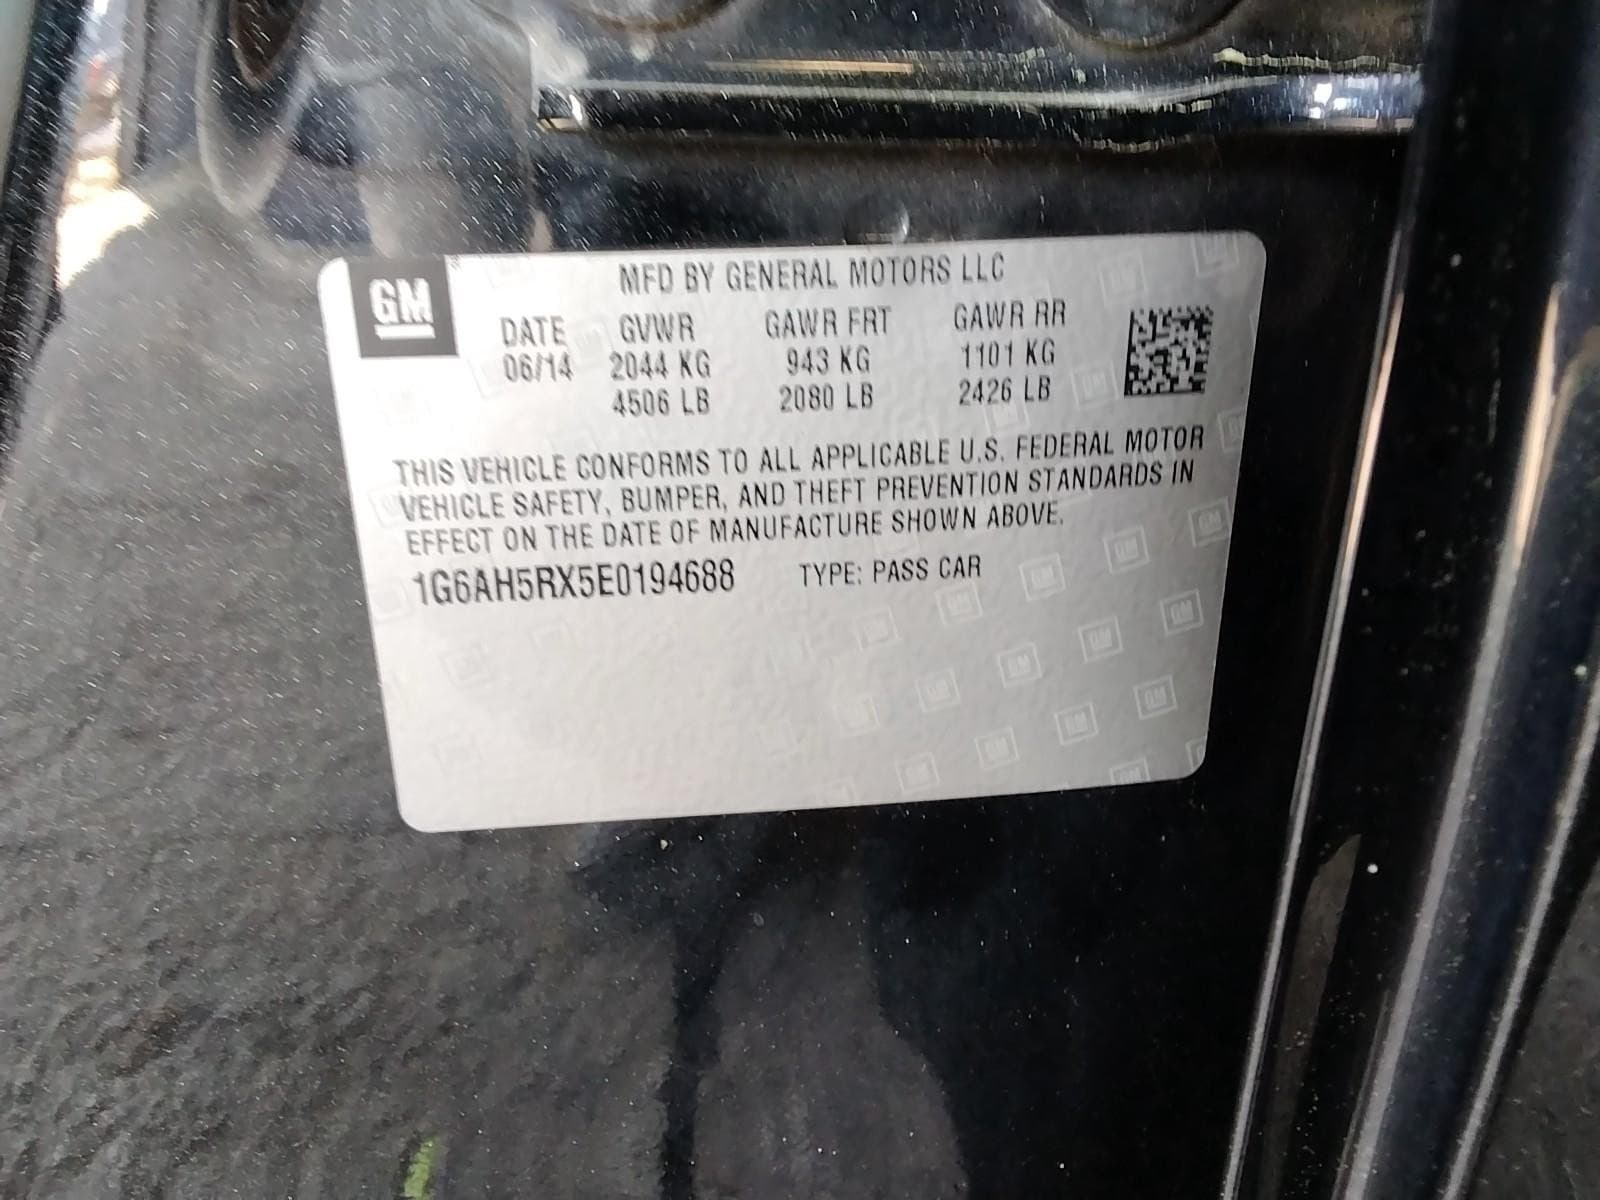 GM
MFD BY GENERAL MOTORS LLC
DATE GVWR GAWR FRT GAWR RR
06/14 2044 KG 943 KG 1101 KG
4506 LB 2080 LB 2426 LB
THIS VEHICLE CONFORMS TO ALL APPLICABLE U.S. FEDERAL MOTOR
VEHICLE SAFETY, BUMPER, AND THEFT PREVENTION STANDARDS IN
EFFECT ON THE DATE OF MANUFACTURE SHOWN ABOVE.
1G6AH5RX5E0194688 TYPE: PASS CAR